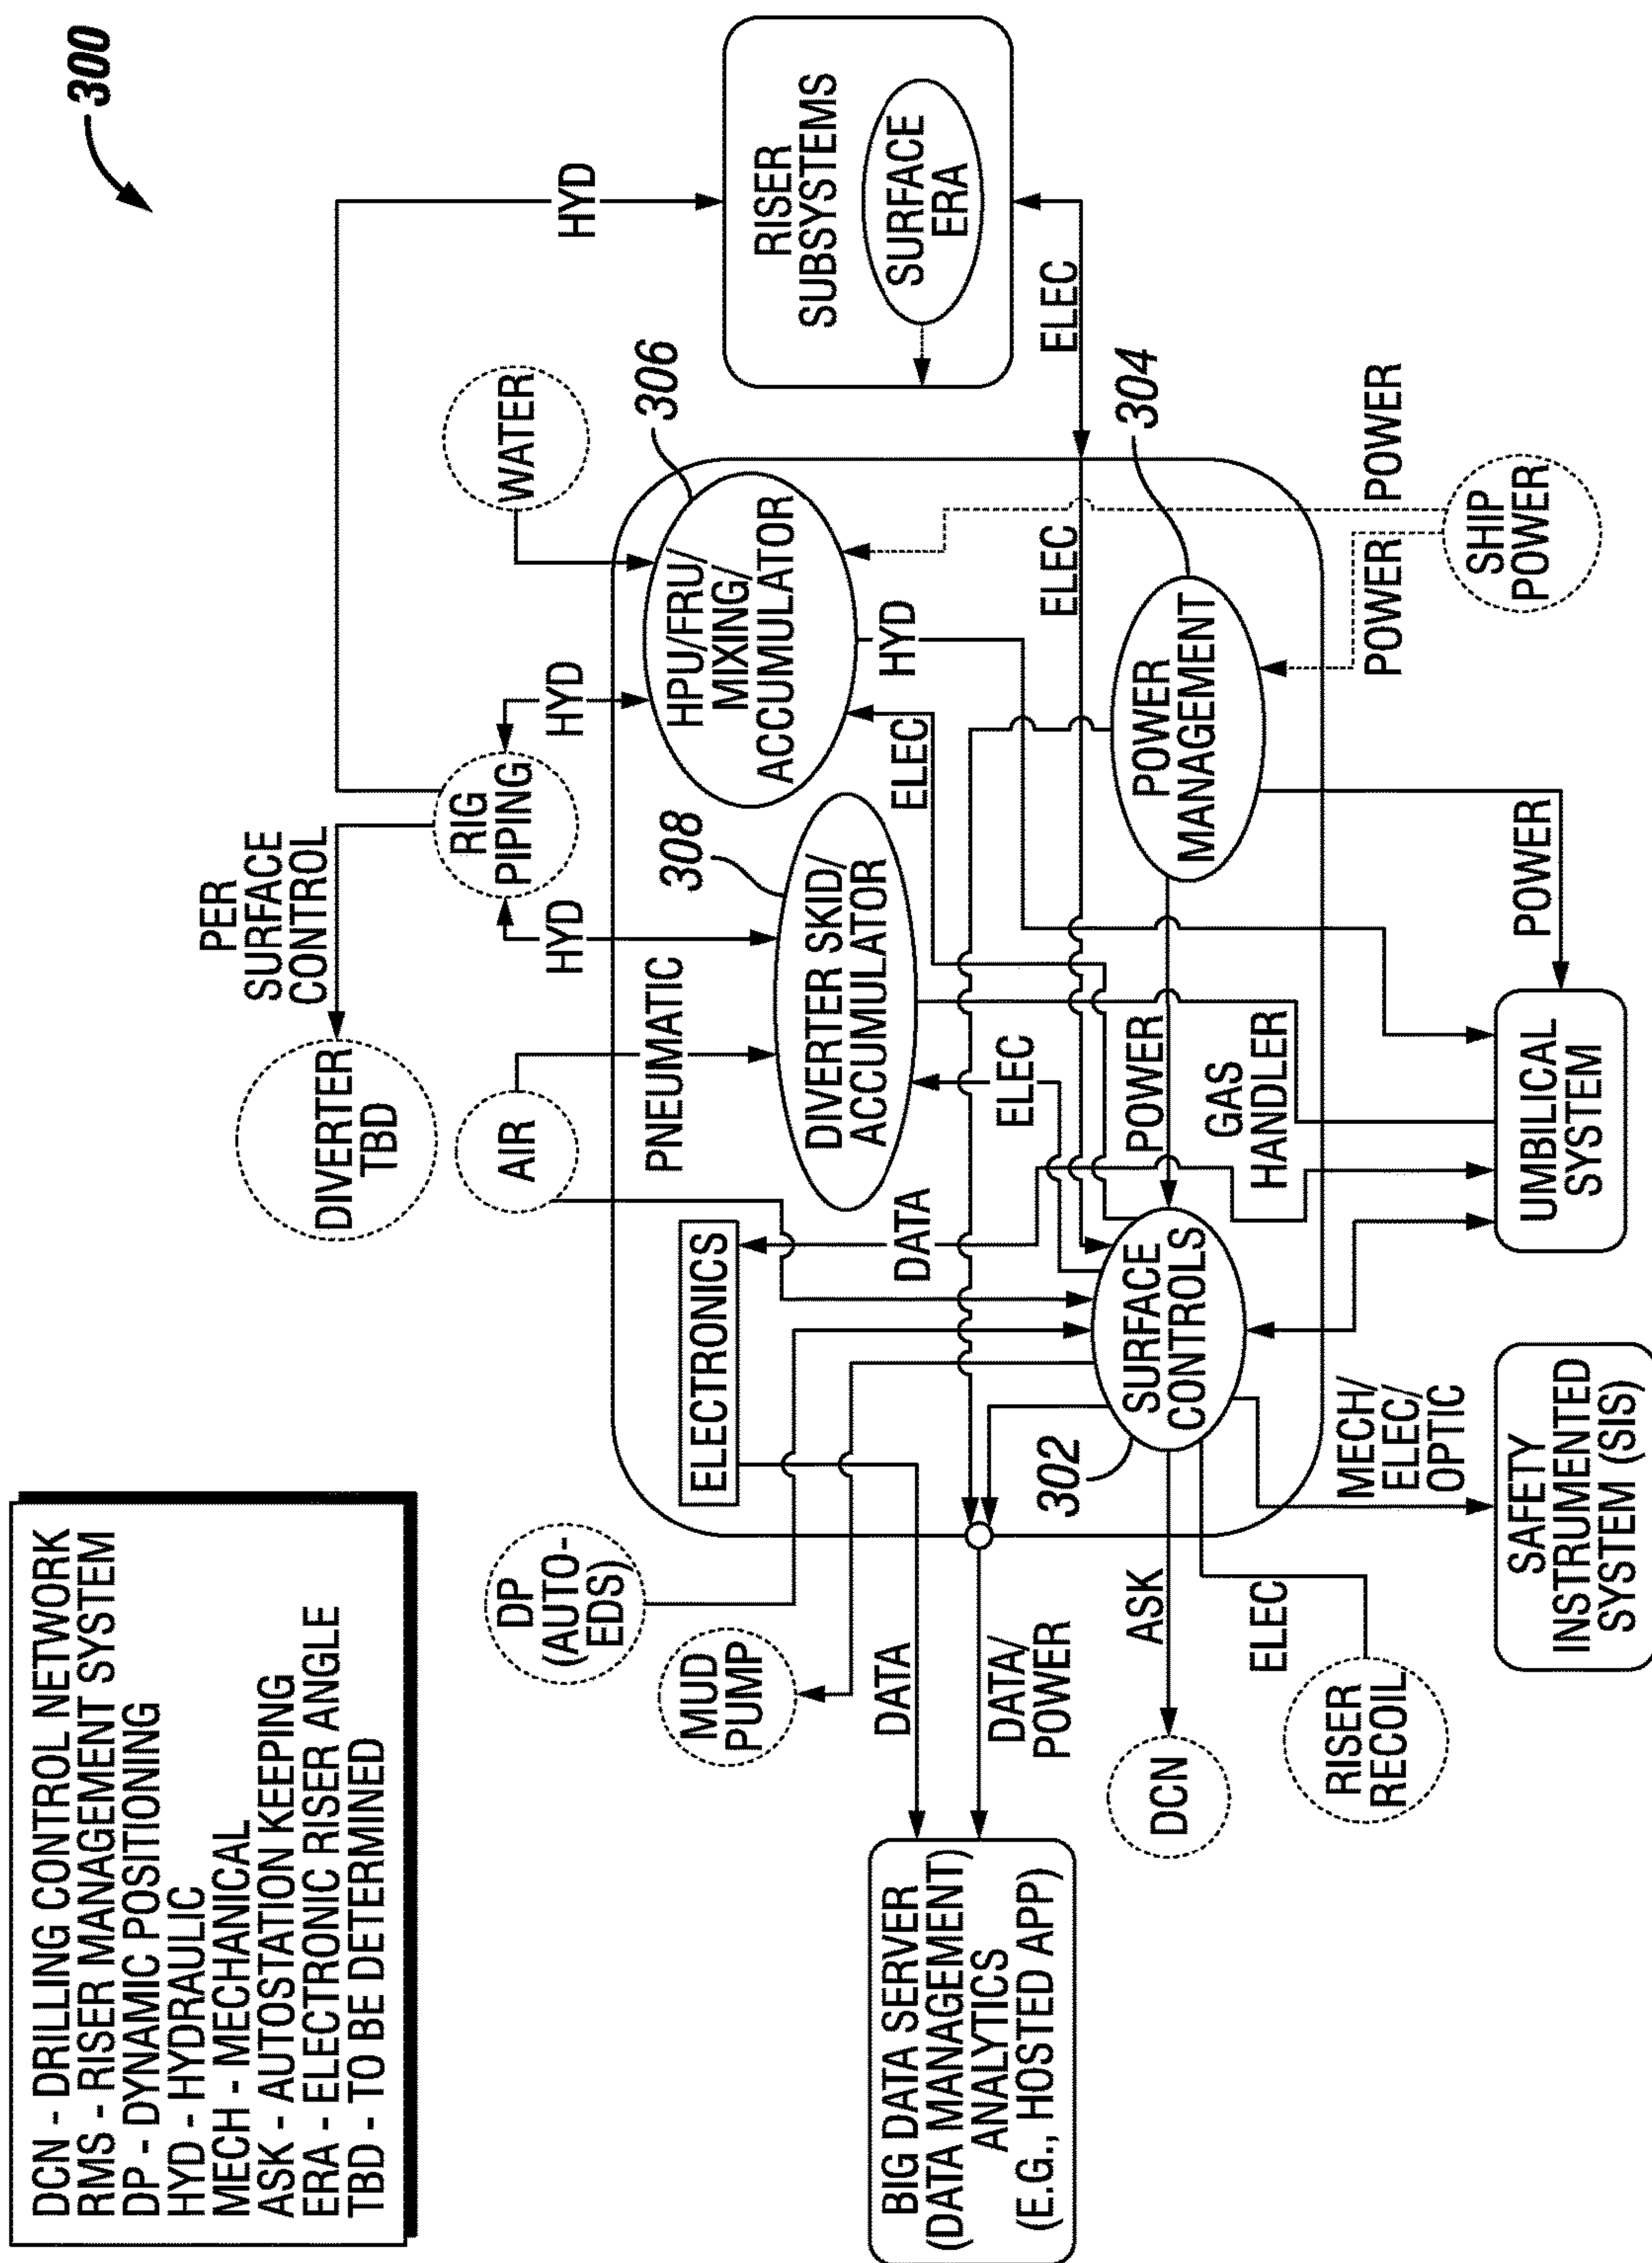 300
DCN - DRILLING CONTROL NETWORK
RMS - RISER MANAGEMENT SYSTEM
DP - DYNAMIC POSITIONING
HYD - HYDRAULIC
MECH - MECHANICAL
ASK - AUTOSTATION KEEPING
ERA - ELECTRONIC RISER ANGLE
TBD - TO BE DETERMINED
PER
SURFACE
CONTROL
DIVERTER
TBD
RIG
PIPING
HYD
AIR
WATER
DP
(AUTO-
EDS)
MUD
PUMP
HYD
HYD
PNEUMATIC
308
306
ELECTRONICS
DIVERTER SKID/
ACCUMULATOR
HPU/FRU/
MIXING/
ACCUMULATOR
RISER
SUBSYSTEMS
SURFACE
ERA
DATA
DATA
ELEC
ELEC
HYD
BIG DATA SERVER
(DATA MANAGEMENT)
ANALYTICS
(E.G., HOSTED APP)
DATA/
POWER
302
ELEC
ELEC
304
ASK
DCN
SURFACE
CONTROLS
POWER
POWER
MANAGEMENT
GAS
HANDLER
ELEC
RISER
RECOIL
MECH/
ELEC/
OPTIC
POWER
POWER
POWER
SHIP
POWER
SAFETY
INSTRUMENTED
SYSTEM (SIS)
UMBILICAL
SYSTEM